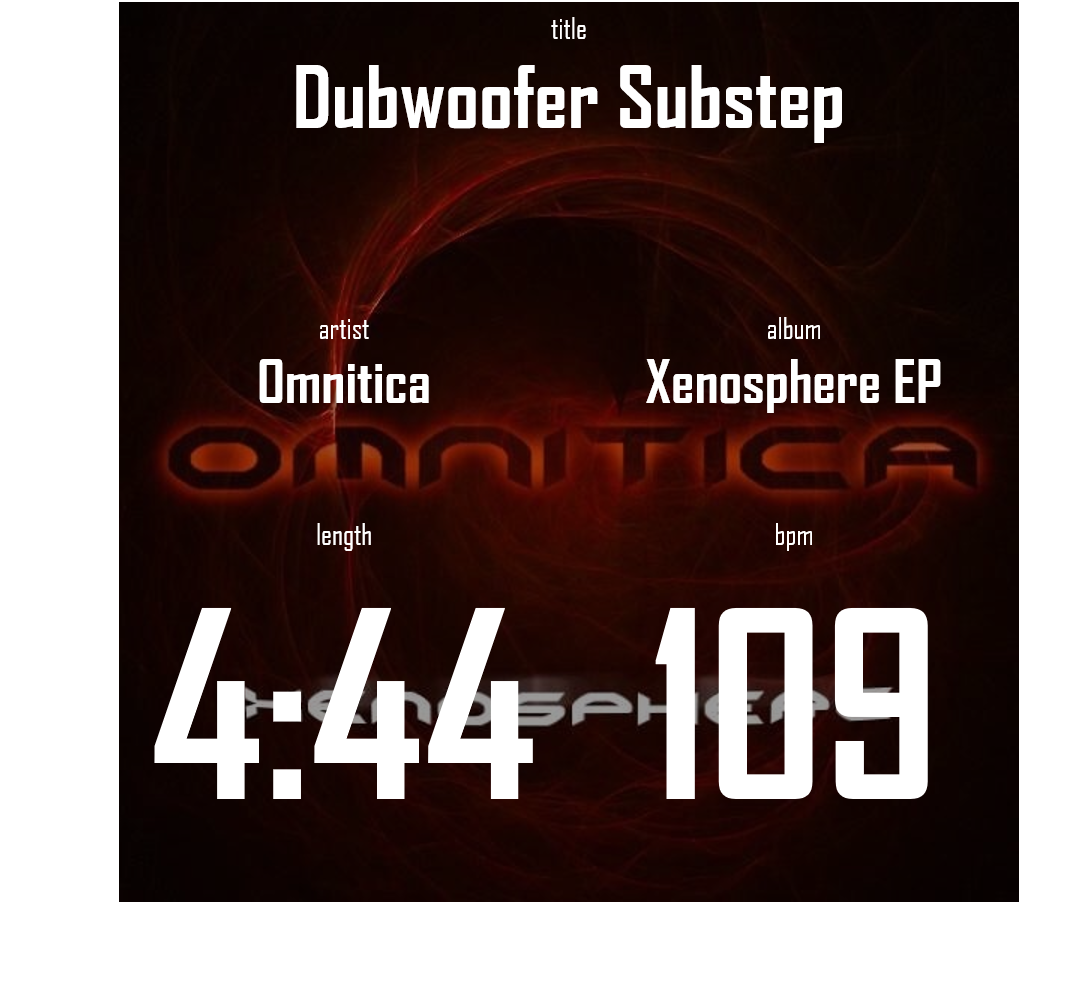 title
Dubwoofer Substep
artist
album
Omnitica
Xenosphere EP
OMNITICA
length
bpm
4:44
109
XENOSPHERE